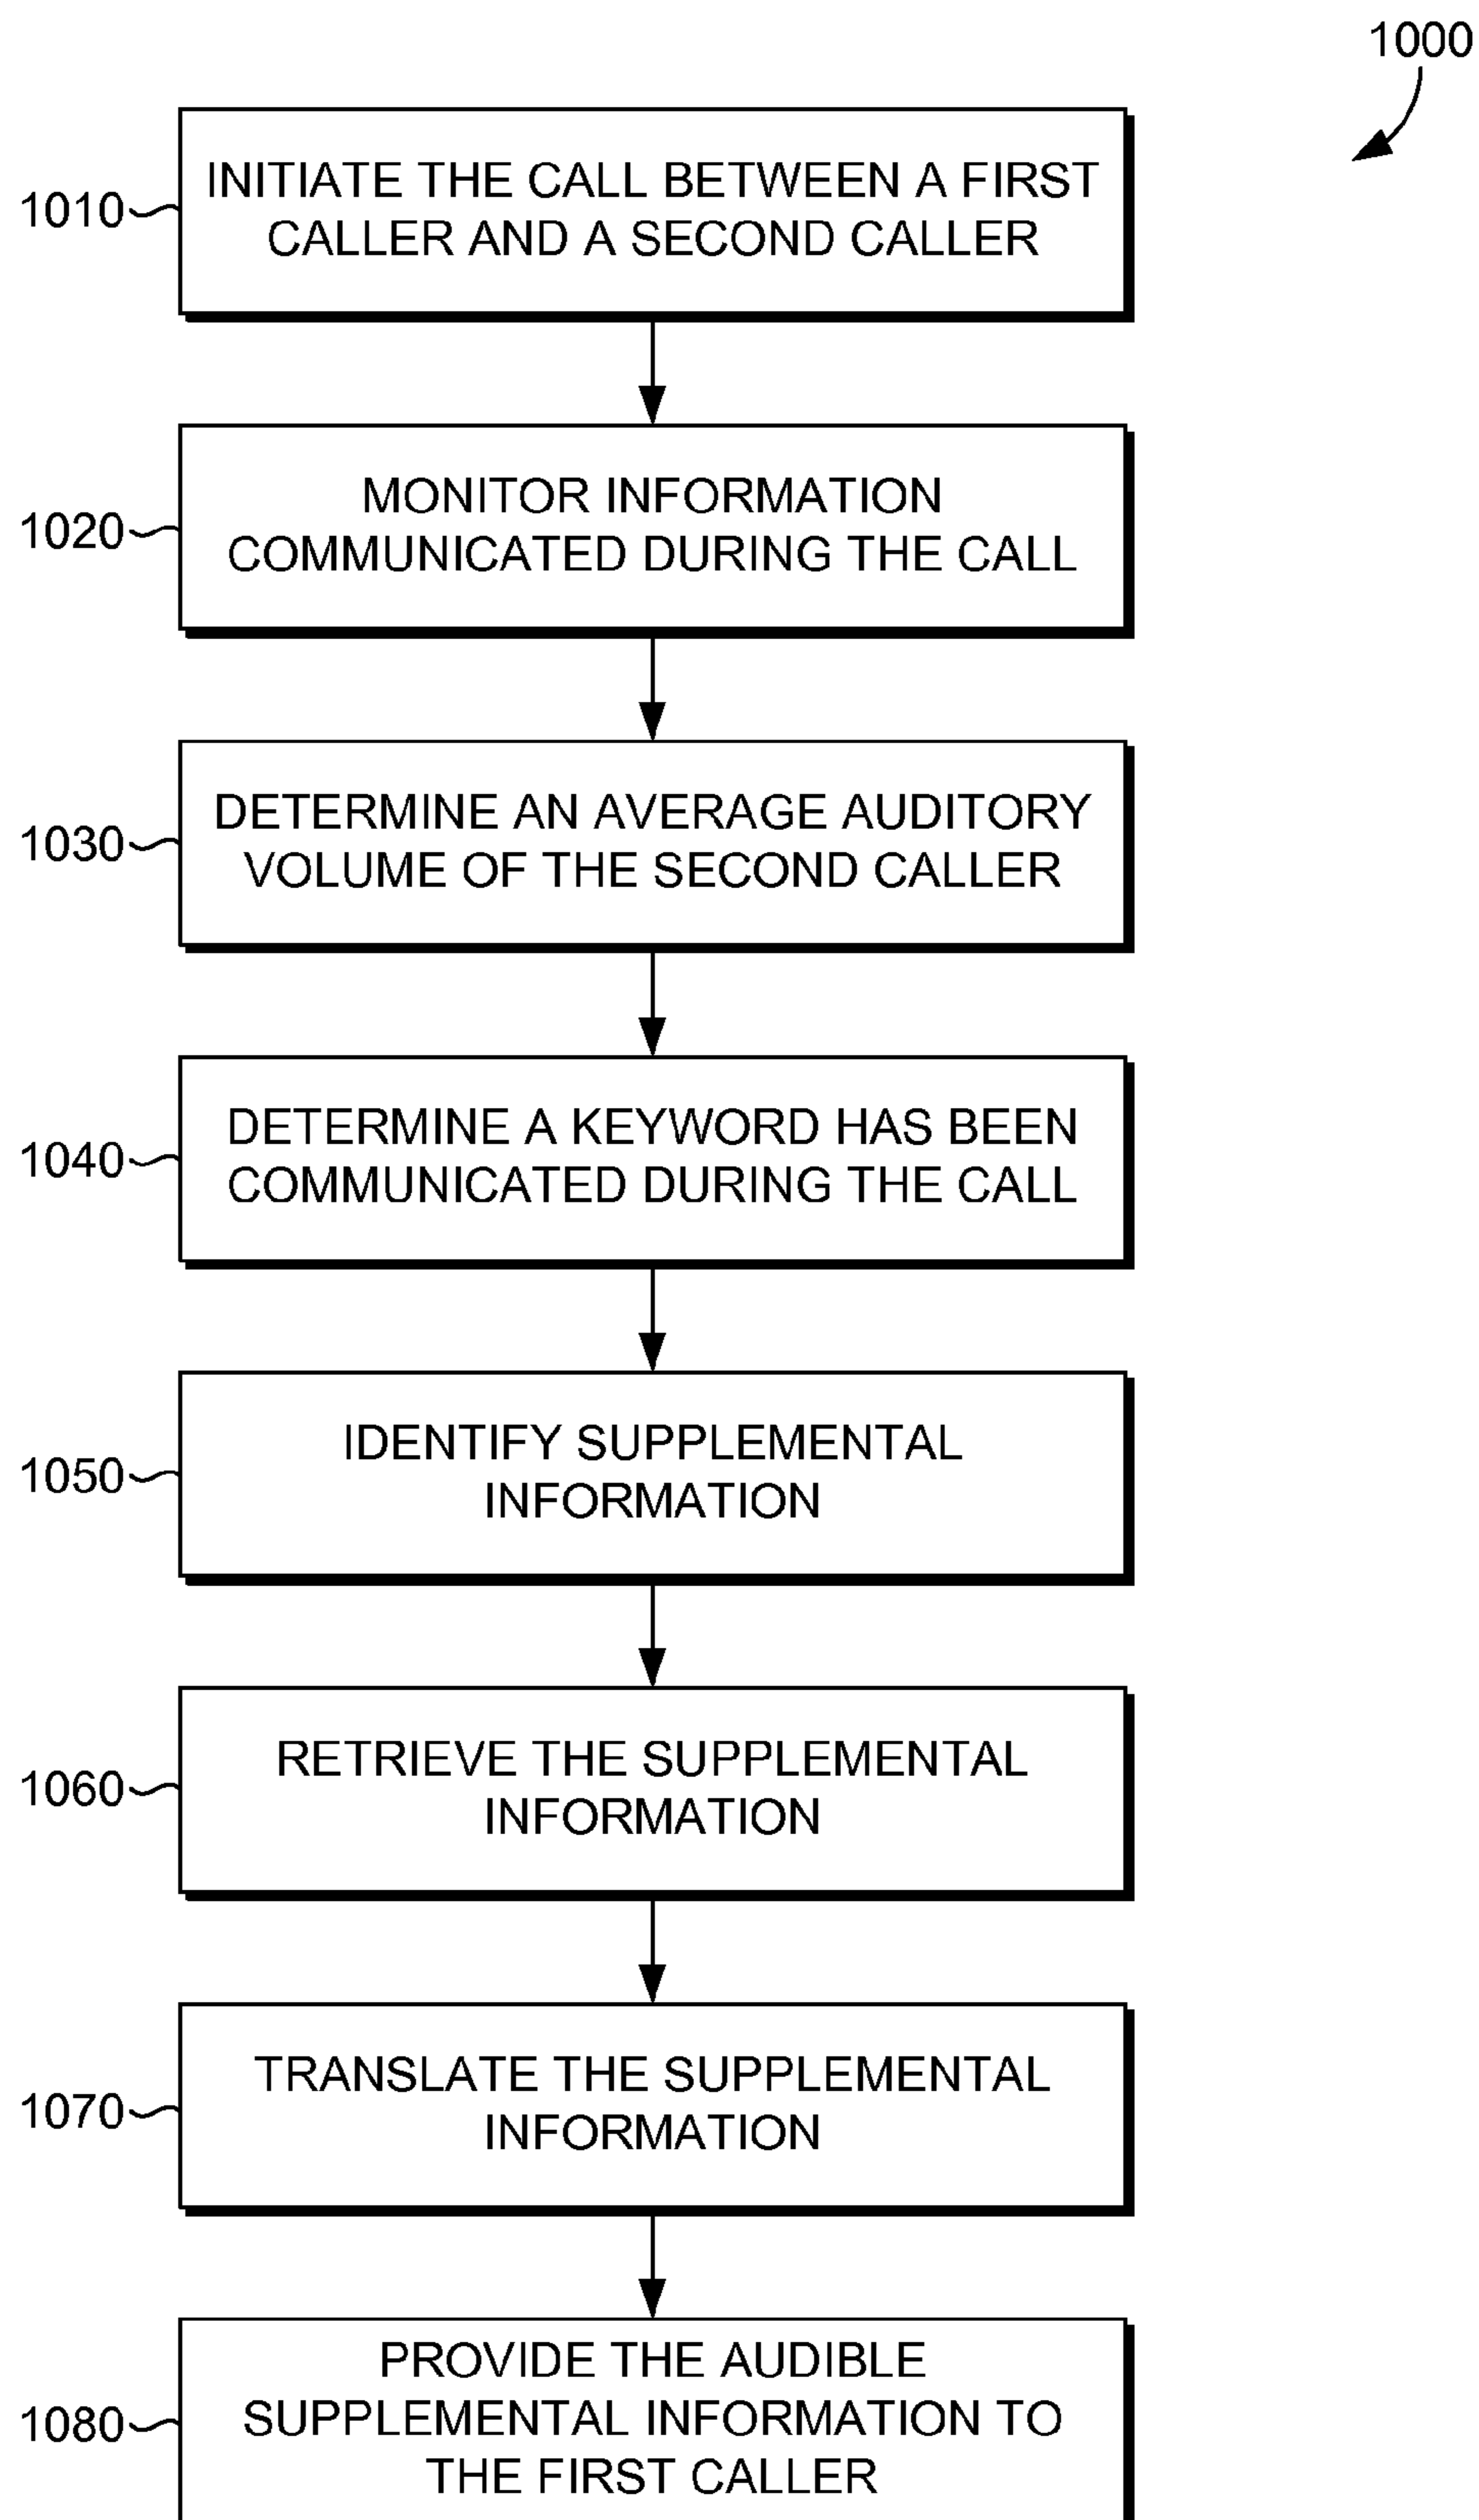 1000
1010
INITIATE THE CALL BETWEEN A FIRST
CALLER AND A SECOND CALLER
1020
MONITOR INFORMATION
COMMUNICATED DURING THE CALL
1030
DETERMINE AN AVERAGE AUDITORY
VOLUME OF THE SECOND CALLER
1040
DETERMINE A KEYWORD HAS BEEN
COMMUNICATED DURING THE CALL
1050
IDENTIFY SUPPLEMENTAL
INFORMATION
1060
RETRIEVE THE SUPPLEMENTAL
INFORMATION
1070
TRANSLATE THE SUPPLEMENTAL
INFORMATION
1080
PROVIDE THE AUDIBLE
SUPPLEMENTAL INFORMATION TO
THE FIRST CALLER